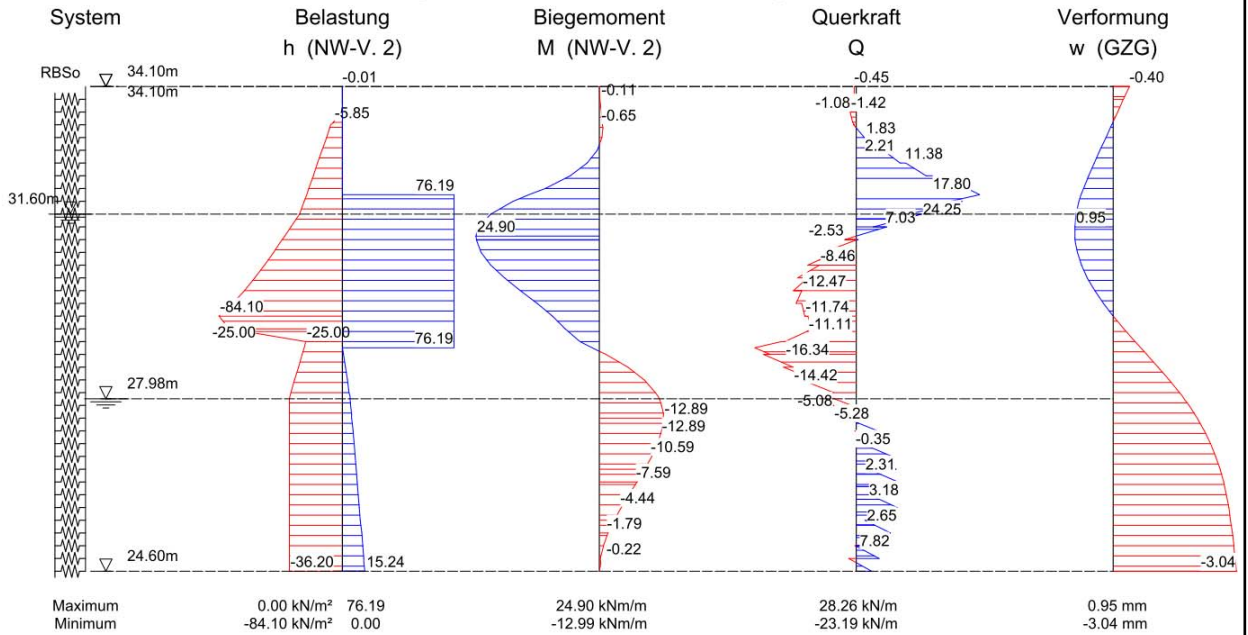 System Belastung Biegemoment Querkraft Verformung
h (NW-V. 2) M (NW-V. 2) Q w (GZG)
RBSo 34.10m -0.01 -0.45 -0.40
34.10m -0.11 -1.08 -1.42
-5.85 -0.65 1.83
2.21
11.38
76.19 17.80
31.60m 24.25
24.90 7.03 0.95
-2.53
-8.46
-12.47
-84.10 -11.74
-25.00 -25.00 76.19 -11.11
-16.34
-14.42
27.98m -5.08
-12.89 -5.28
-12.89 -0.35
-10.59 2.31
-7.59 3.18
-4.44 2.65
-1.79 7.82
-0.22
24.60m -36.20 15.24 -3.04
Maximum 0.00 kN/m² 76.19 24.90 kNm/m 28.26 kN/m 0.95 mm
Minimum -84.10 kN/m² 0.00 -12.99 kNm/m -23.19 kN/m -3.04 mm